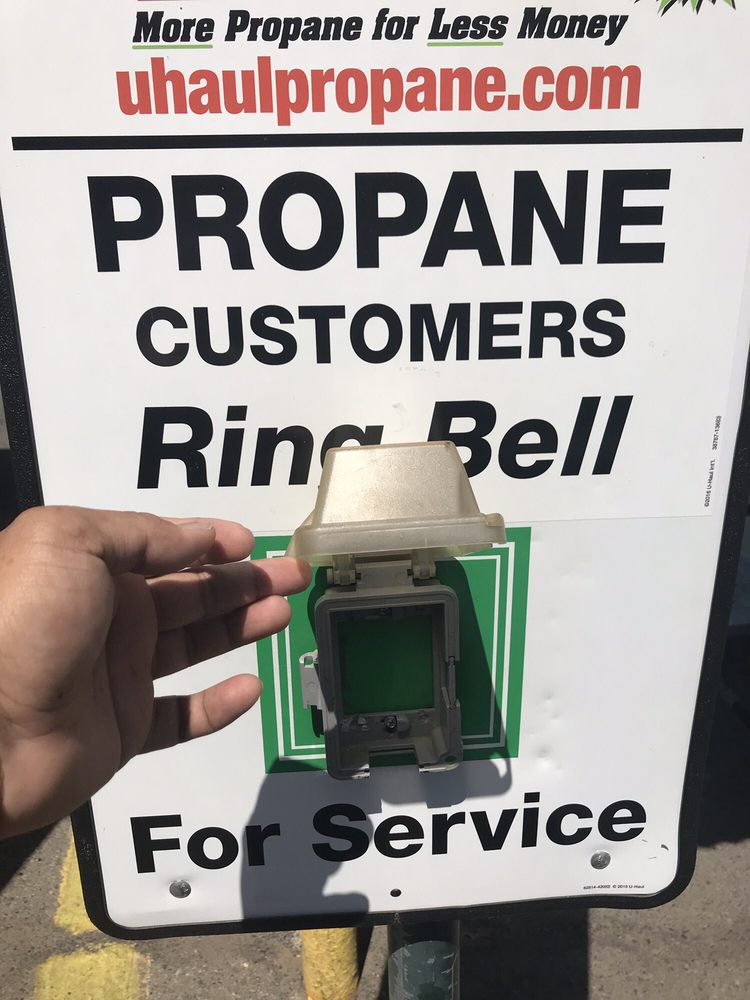 More Propane for Less Money
uhaulpropane.com
PROPANE
CUSTOMERS
Ring Bell
For Service